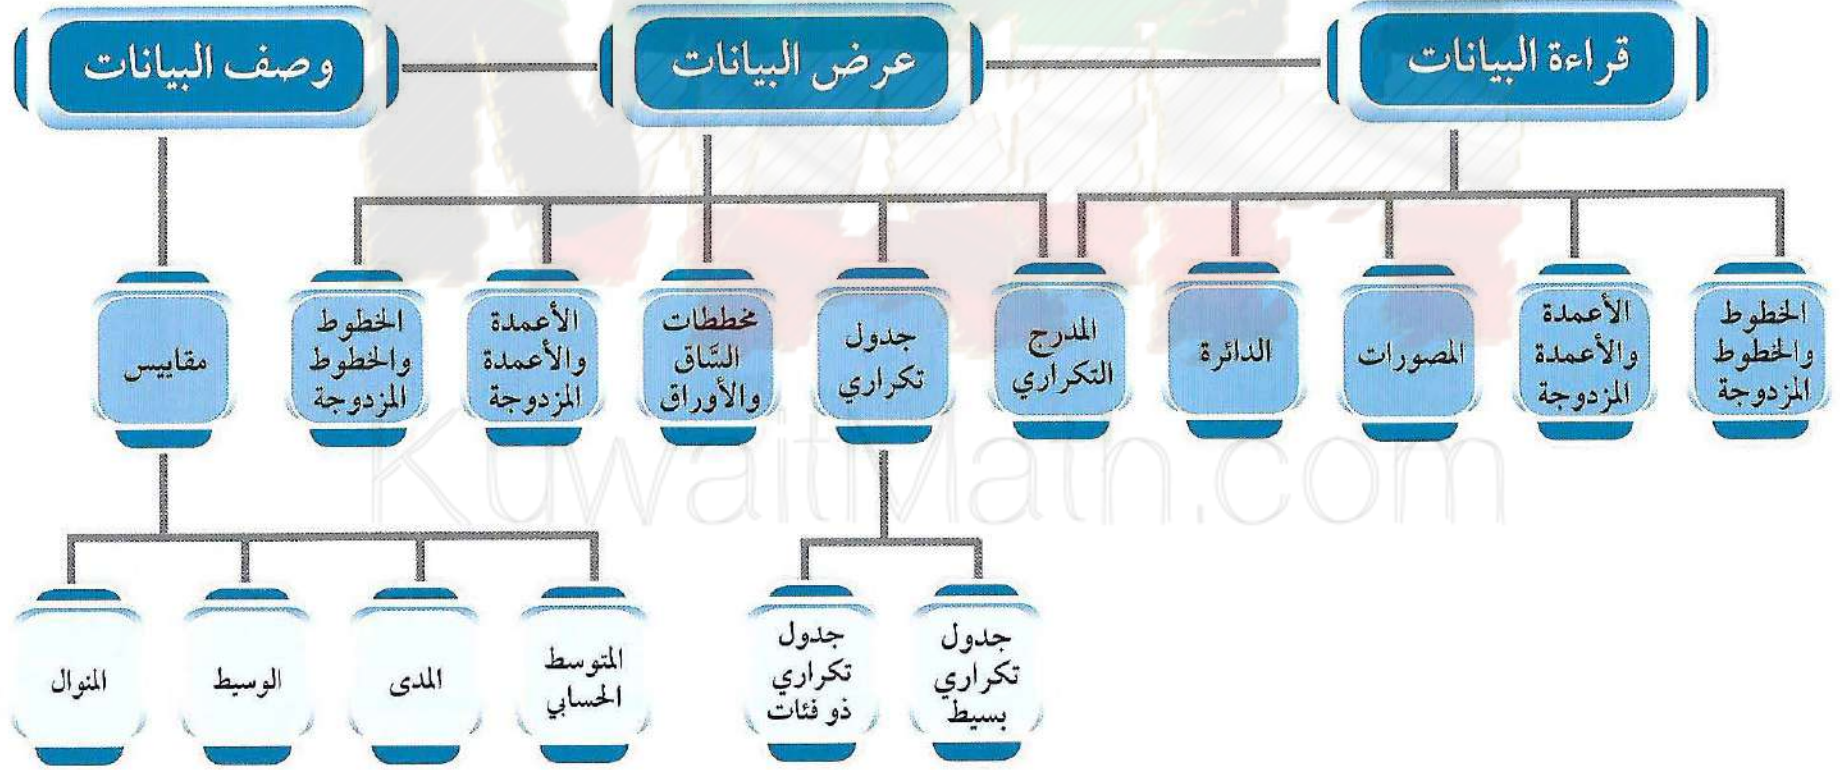 قراءة البيانات
عرض البيانات
وصف البيانات
الخطوط
والخطوط
المزدوجة
الأعمدة
والأعمدة
المزدوجة
المصورات
الدائرة
المدرج
التكراري
جدول
تكراري
مخططات
السَّاق
والأوراق
الأعمدة
والأعمدة
المزدوجة
الخطوط
والخطوط
المزدوجة
مقاييس
جدول
تكراري
بسيط
جدول
تكراري
ذو فئات
المتوسط
الحسابي
المدى
الوسيط
المنوال
KuwaitMath.com